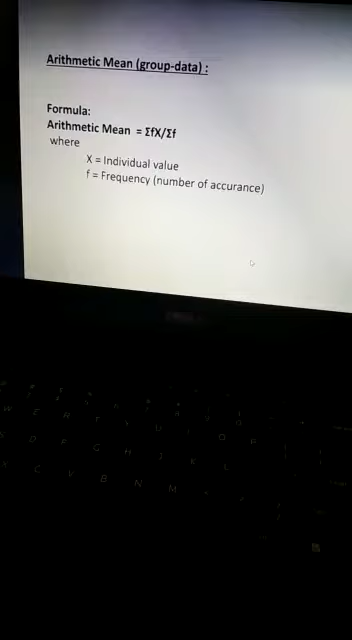 Arithmetic Mean (group-data) :
Formula:
Arithmetic Mean = ΣfX/Σf
where
X = Individual value
f = Frequency (number of accurance)